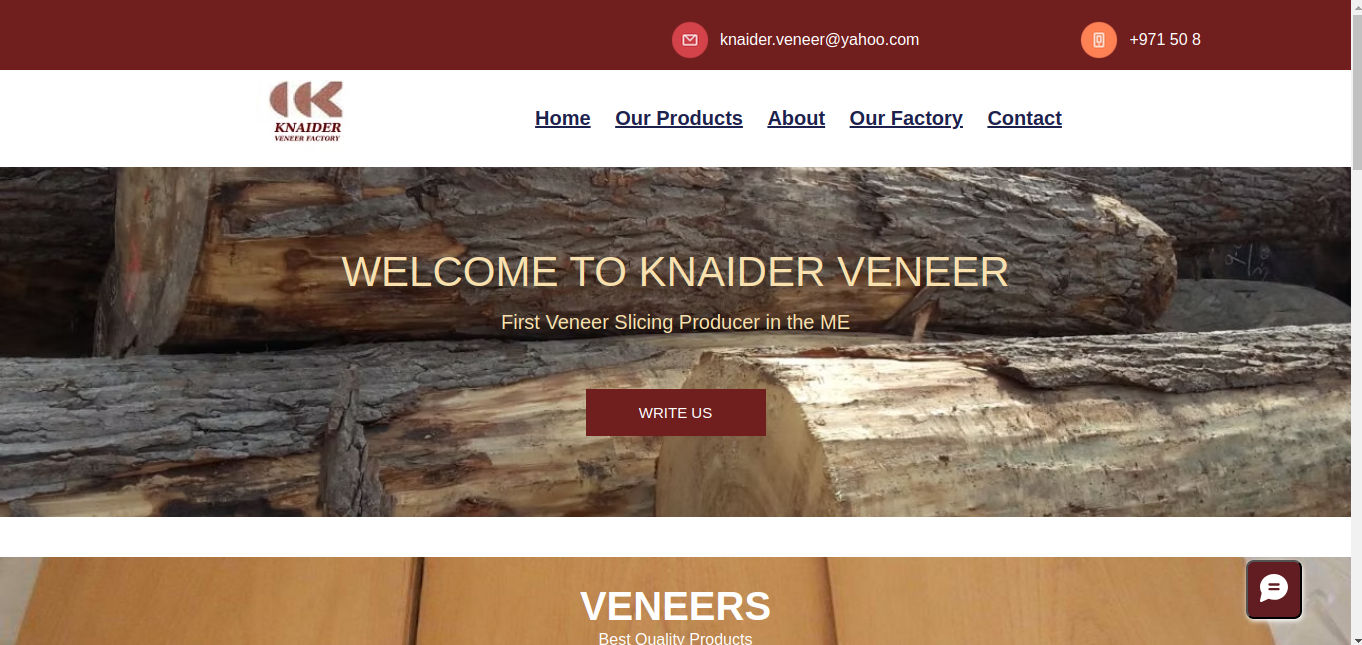 knaider.veneer@yahoo.com
+971 50 8
KNAIDER
VENEER FACTORY
Home Our Products About Our Factory Contact
WELCOME TO KNAIDER VENEER
First Veneer Slicing Producer in the ME
WRITE US
VENEERS
Best Quality Products